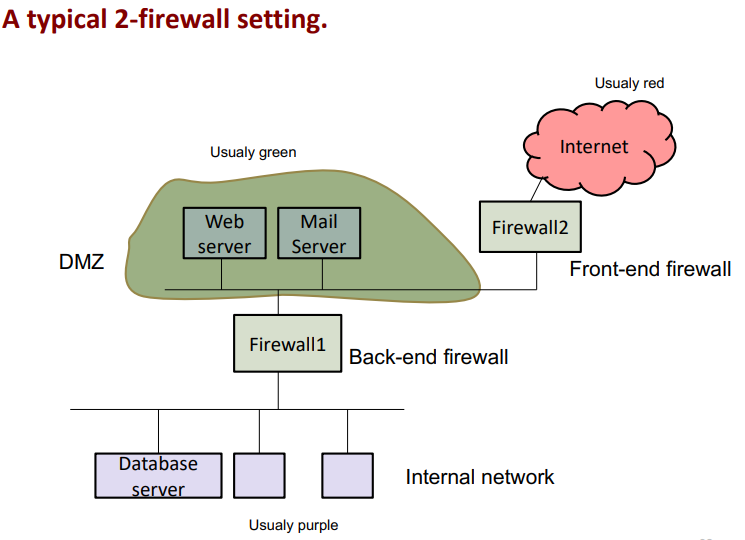 A typical 2-firewall setting.
Usualy red
Internet
Usualy green
Web
server
Mail
Server
Firewall2
DMZ
Front-end firewall
Firewall1
Back-end firewall
Database
server
Internal network
Usualy purple